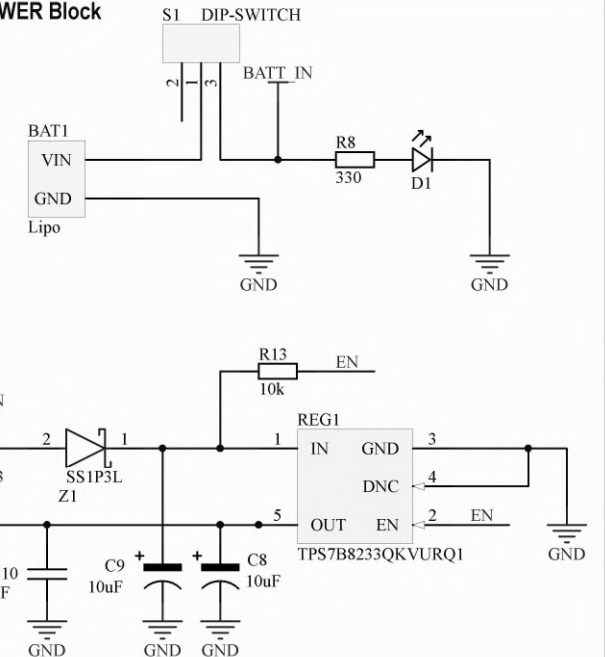 WER Block
S1 DIP-SWITCH
2
1
3
BATT_IN
BAT1
VIN
GND
Lipo
R8
330
D1
GND
GND
R13
10k
EN
N
REG1
2
1
SS1P3L
Z1
3
1
IN
GND
3
DNC
4
5
OUT
EN
2
EN
TPS7B8233QKVURQ1
GND
10
F
C9
10uF
C8
10uF
GND
GND
GND